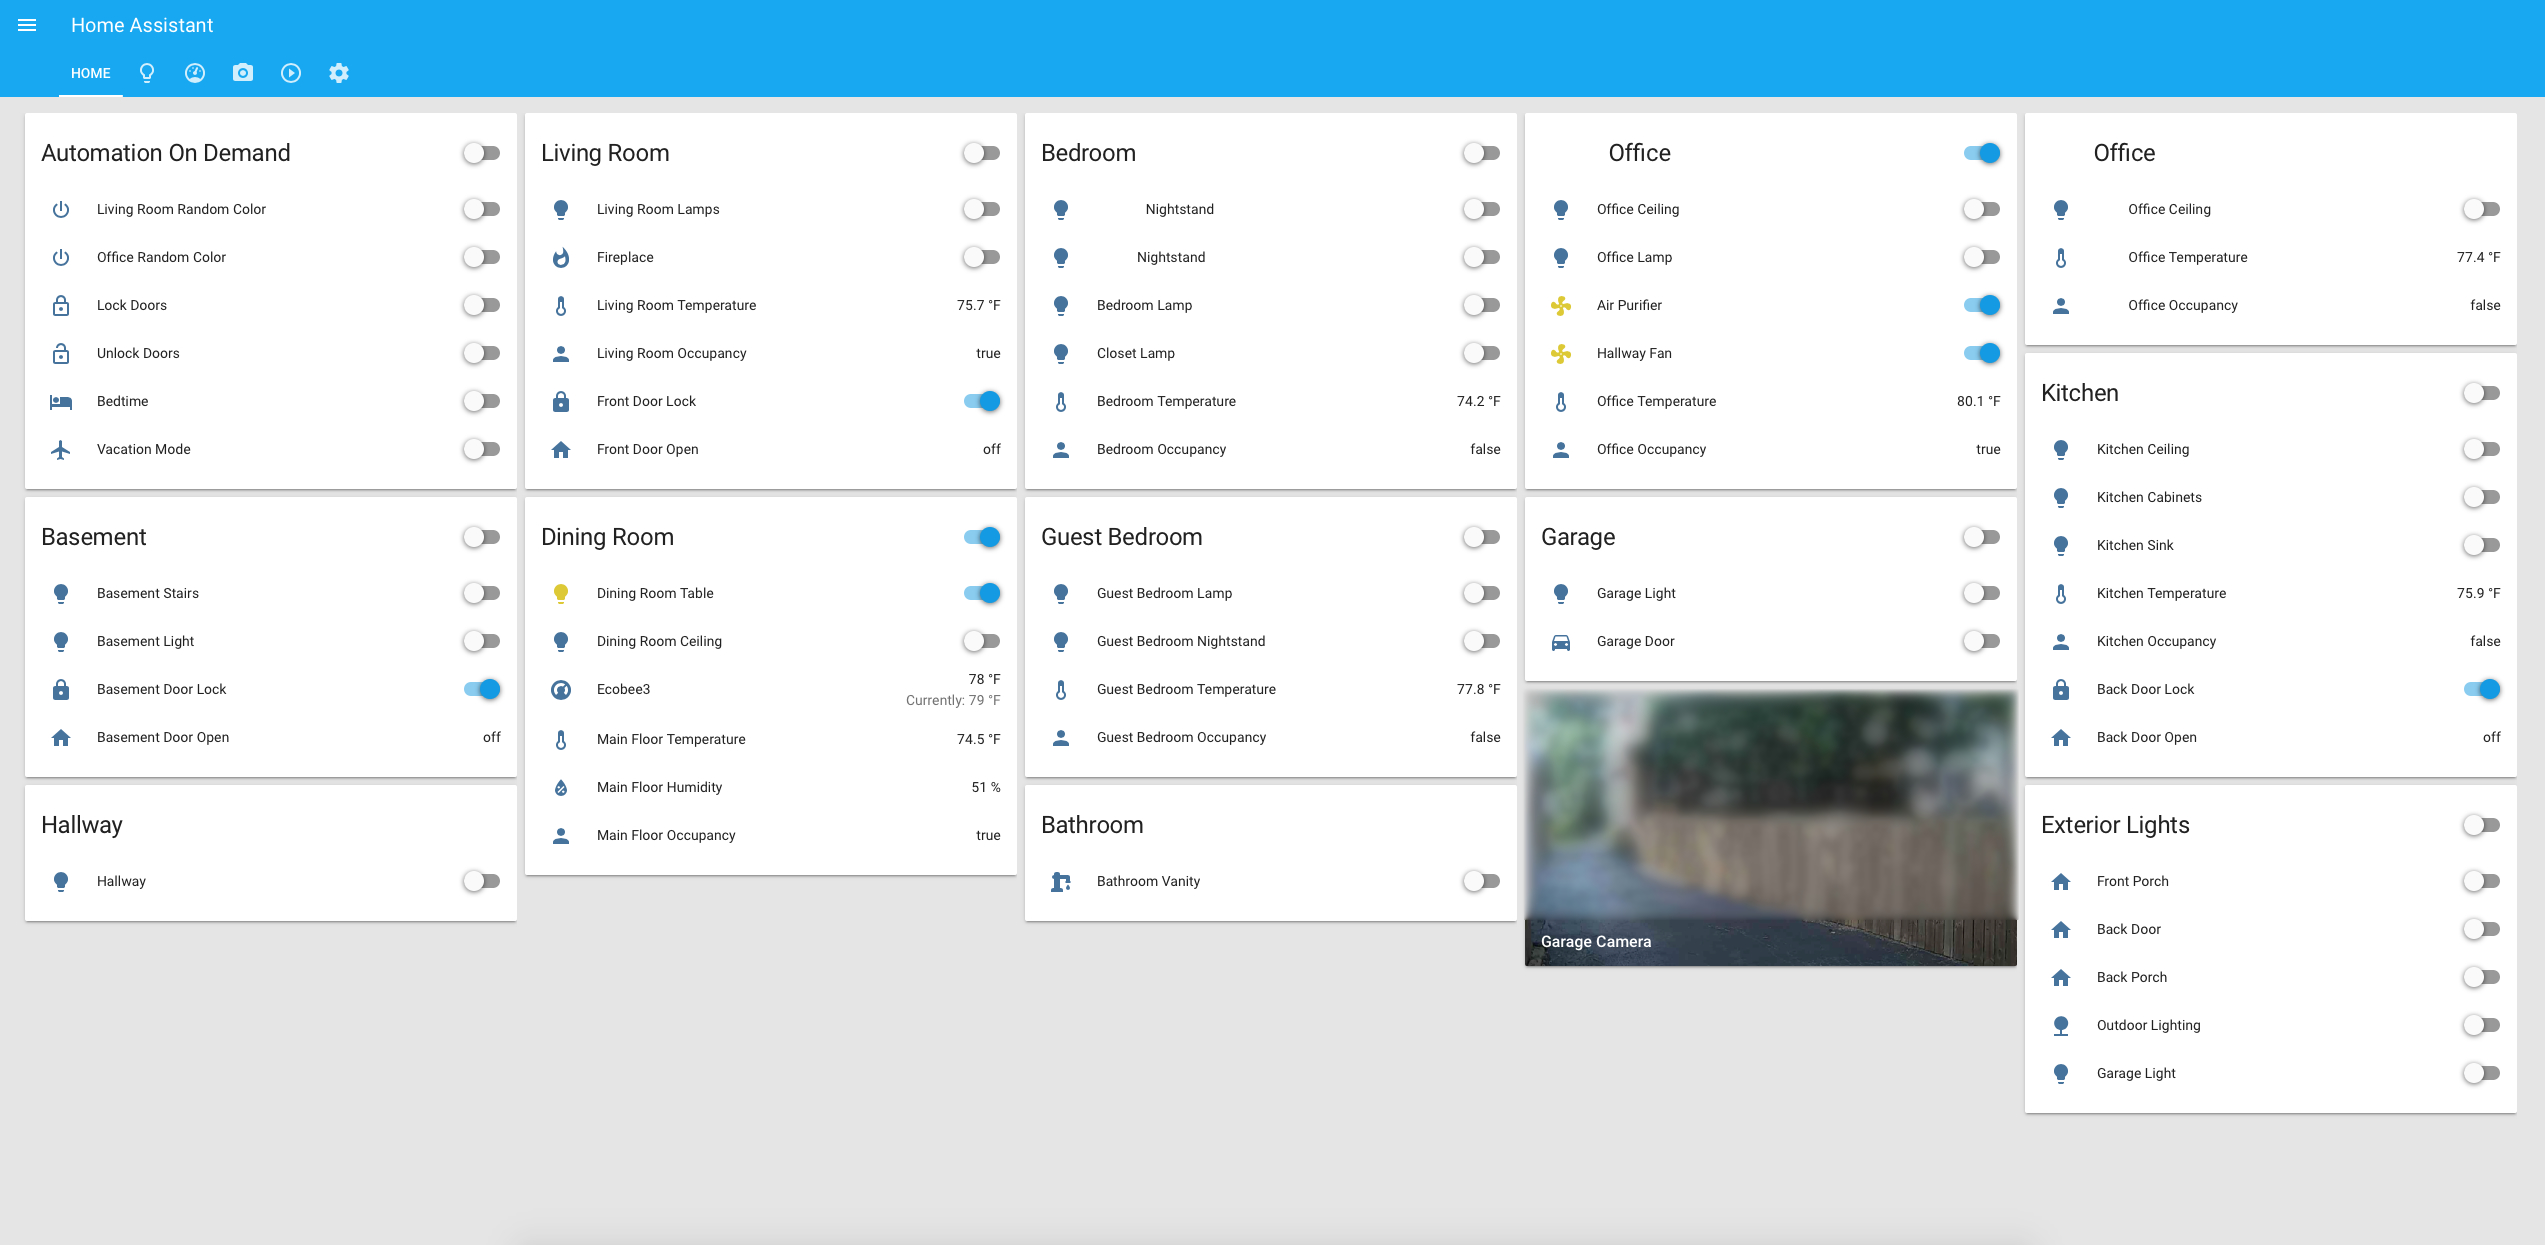 Home Assistant
HOME
Automation On Demand
Living Room Random Color
Office Random Color
Lock Doors
Unlock Doors
Bedtime
Vacation Mode
Basement
Basement Stairs
Basement Light
Basement Door Lock
Basement Door Open off
Hallway
Hallway
Living Room
Living Room Lamps
Fireplace
Living Room Temperature 75.7 °F
Living Room Occupancy true
Front Door Lock
Front Door Open off
Dining Room
Dining Room Table
Dining Room Ceiling
Ecobee3 78 °F
Currently: 79 °F
Main Floor Temperature 74.5 °F
Main Floor Humidity 51 %
Main Floor Occupancy true
Bedroom
Nightstand
Nightstand
Bedroom Lamp
Closet Lamp
Bedroom Temperature 74.2 °F
Bedroom Occupancy false
Guest Bedroom
Guest Bedroom Lamp
Guest Bedroom Nightstand
Guest Bedroom Temperature 77.8 °F
Guest Bedroom Occupancy false
Bathroom
Bathroom Vanity
Office
Office Ceiling
Office Lamp
Air Purifier
Hallway Fan
Office Temperature 80.1 °F
Office Occupancy true
Garage
Garage Light
Garage Door
Garage Camera
Office
Office Ceiling
Office Temperature 77.4 °F
Office Occupancy false
Kitchen
Kitchen Ceiling
Kitchen Cabinets
Kitchen Sink
Kitchen Temperature 75.9 °F
Kitchen Occupancy false
Back Door Lock
Back Door Open off
Exterior Lights
Front Porch
Back Door
Back Porch
Outdoor Lighting
Garage Light